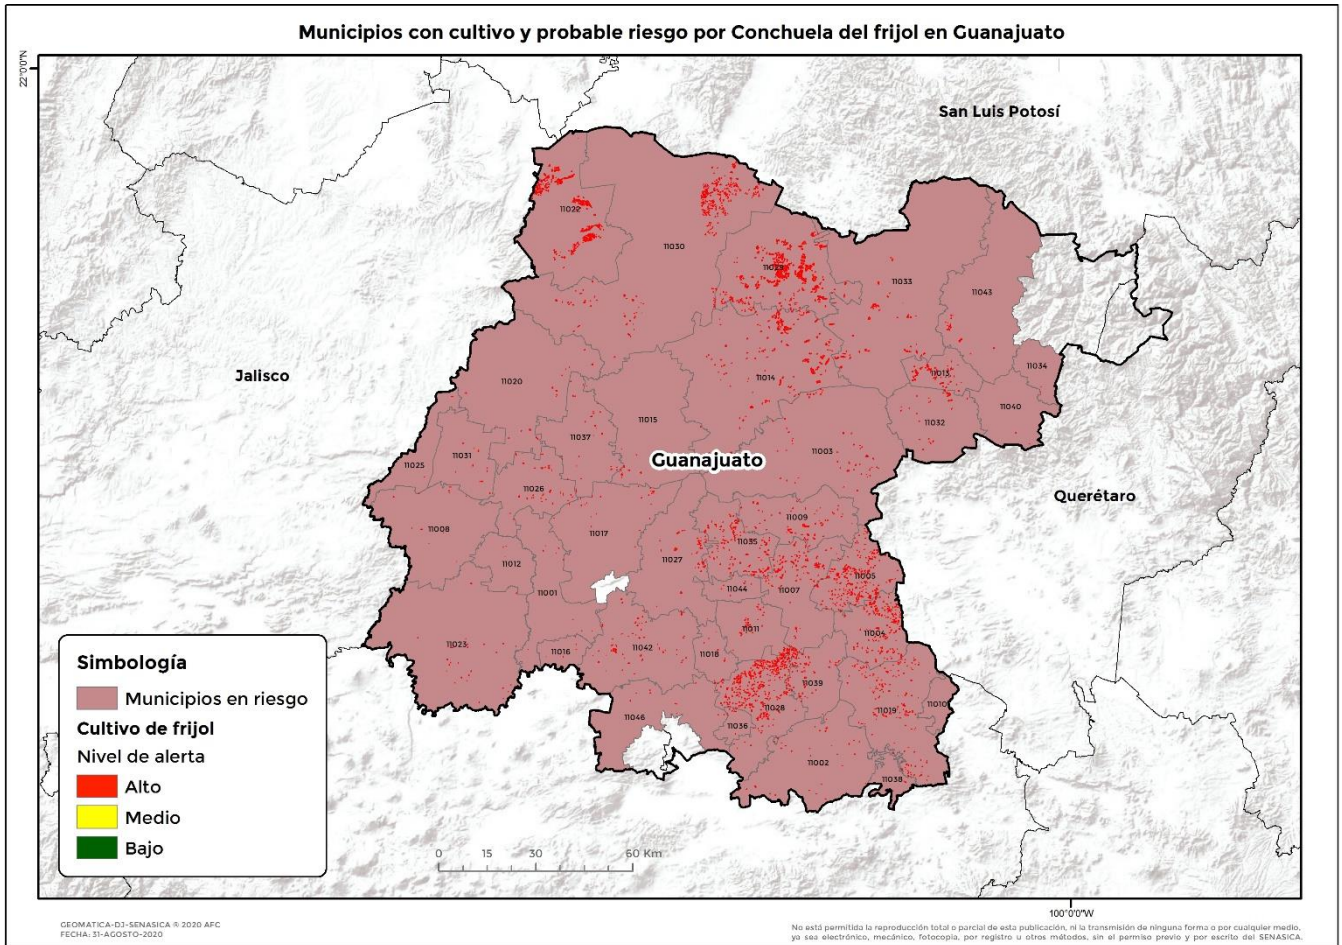 Municipios con cultivo y probable riesgo por Conchuela del frijol en Guanajuato
22°0'0"N
San Luis Potosí
11022
11030
11029
11033
11043
Jalisco
11034
11013
11014
11020
11040
11015
11032
11037
11003
Guanajuato
11031
11025
11026
Querétaro
11009
11008
11017
11035
11027
11012
11005
11044
11007
11001
11011
11004
11023
11042
11016
11018
11039
11028
11019
11010
11046
11036
11002
11038
Simbología
Municipios en riesgo
Cultivo de frijol
Nivel de alerta
Alto
Medio
Bajo
0 15 30 60 Km
100°0'0"W
GEOMATICA-DJ-SENASICA ® 2020 AFC
FECHA: 31-AGOSTO-2020
No está permitida la reproducción total o parcial de esta publicación, ni la transmisión de ninguna forma o por cualquier medio,
ya sea electrónico, mecánico, fotocopia, por registro u otros métodos, sin el permiso previo y por escrito del SENASICA.